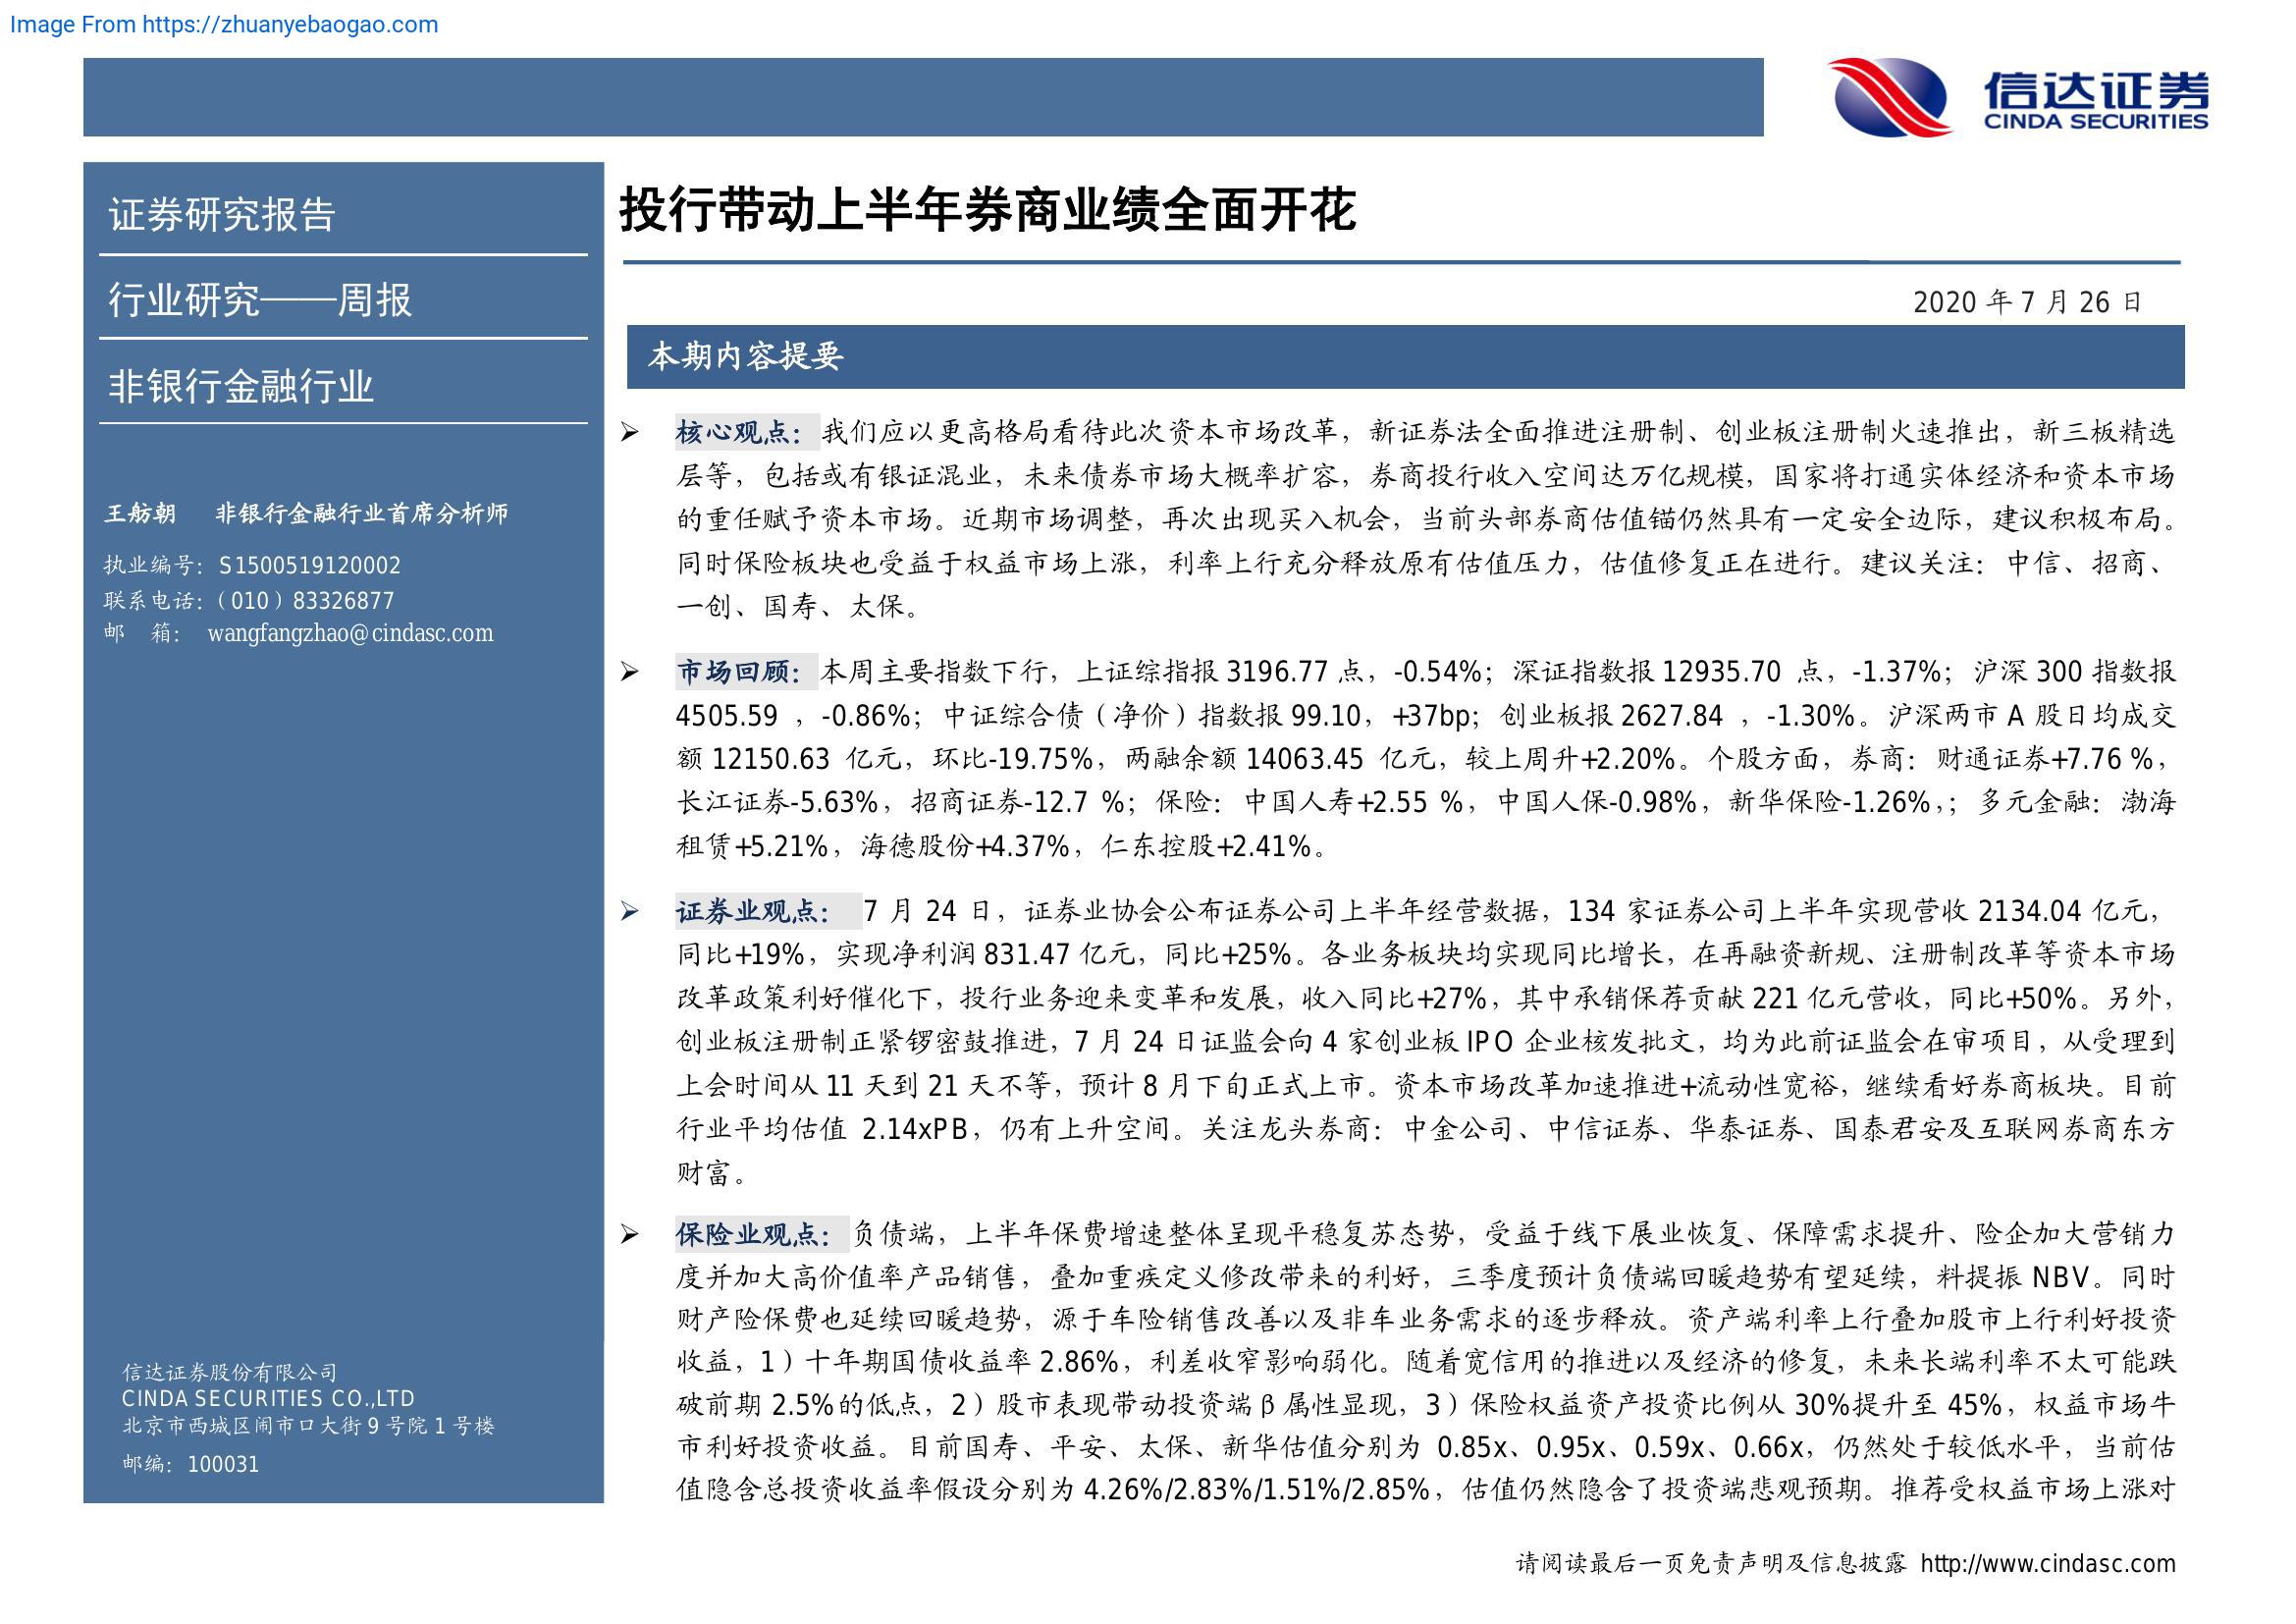 Image From https://zhuanyebaogao.com
信达证券
CINDA SECURITIES
证券研究报告
行业研究——周报
非银行金融行业
王舫朝 非银行金融行业首席分析师
执业编号：S1500519120002
联系电话：（010）83326877
邮 箱： wangfangzhao@cindasc.com
信达证券股份有限公司
CINDA SECURITIES CO.,LTD
北京市西城区闹市口大街 9 号院 1 号楼
邮编：100031
投行带动上半年券商业绩全面开花
2020 年 7 月 26 日
本期内容提要
➢ 核心观点：我们应以更高格局看待此次资本市场改革，新证券法全面推进注册制、创业板注册制火速推出，新三板精选
层等，包括或有银证混业，未来债券市场大概率扩容，券商投行收入空间达万亿规模，国家将打通实体经济和资本市场
的重任赋予资本市场。近期市场调整，再次出现买入机会，当前头部券商估值锚仍然具有一定安全边际，建议积极布局。
同时保险板块也受益于权益市场上涨，利率上行充分释放原有估值压力，估值修复正在进行。建议关注：中信、招商、
一创、国寿、太保。
➢ 市场回顾：本周主要指数下行，上证综指报 3196.77 点，-0.54%；深证指数报 12935.70 点，-1.37%；沪深 300 指数报
4505.59 ，-0.86%；中证综合债（净价）指数报 99.10，+37bp；创业板报 2627.84 ，-1.30%。沪深两市 A 股日均成交
额 12150.63 亿元，环比-19.75%，两融余额 14063.45 亿元，较上周升+2.20%。个股方面，券商：财通证券+7.76 %，
长江证券-5.63%，招商证券-12.7 %；保险：中国人寿+2.55 %，中国人保-0.98%，新华保险-1.26%，；多元金融：渤海
租赁+5.21%，海德股份+4.37%，仁东控股+2.41%。
➢ 证券业观点： 7 月 24 日，证券业协会公布证券公司上半年经营数据，134 家证券公司上半年实现营收 2134.04 亿元，
同比+19%，实现净利润 831.47 亿元，同比+25%。各业务板块均实现同比增长，在再融资新规、注册制改革等资本市场
改革政策利好催化下，投行业务迎来变革和发展，收入同比+27%，其中承销保荐贡献 221 亿元营收，同比+50%。另外，
创业板注册制正紧锣密鼓推进，7 月 24 日证监会向 4 家创业板 IPO 企业核发批文，均为此前证监会在审项目，从受理到
上会时间从 11 天到 21 天不等，预计 8 月下旬正式上市。资本市场改革加速推进+流动性宽裕，继续看好券商板块。目前
行业平均估值 2.14xPB，仍有上升空间。关注龙头券商：中金公司、中信证券、华泰证券、国泰君安及互联网券商东方
财富。
➢ 保险业观点：负债端，上半年保费增速整体呈现平稳复苏态势，受益于线下展业恢复、保障需求提升、险企加大营销力
度并加大高价值率产品销售，叠加重疾定义修改带来的利好，三季度预计负债端回暖趋势有望延续，料提振 NBV。同时
财产险保费也延续回暖趋势，源于车险销售改善以及非车业务需求的逐步释放。资产端利率上行叠加股市上行利好投资
收益，1）十年期国债收益率 2.86%，利差收窄影响弱化。随着宽信用的推进以及经济的修复，未来长端利率不太可能跌
破前期 2.5%的低点，2）股市表现带动投资端 β 属性显现，3）保险权益资产投资比例从 30%提升至 45%，权益市场牛
市利好投资收益。目前国寿、平安、太保、新华估值分别为 0.85x、0.95x、0.59x、0.66x，仍然处于较低水平，当前估
值隐含总投资收益率假设分别为 4.26%/2.83%/1.51%/2.85%，估值仍然隐含了投资端悲观预期。推荐受权益市场上涨对
请阅读最后一页免责声明及信息披露 http://www.cindasc.com